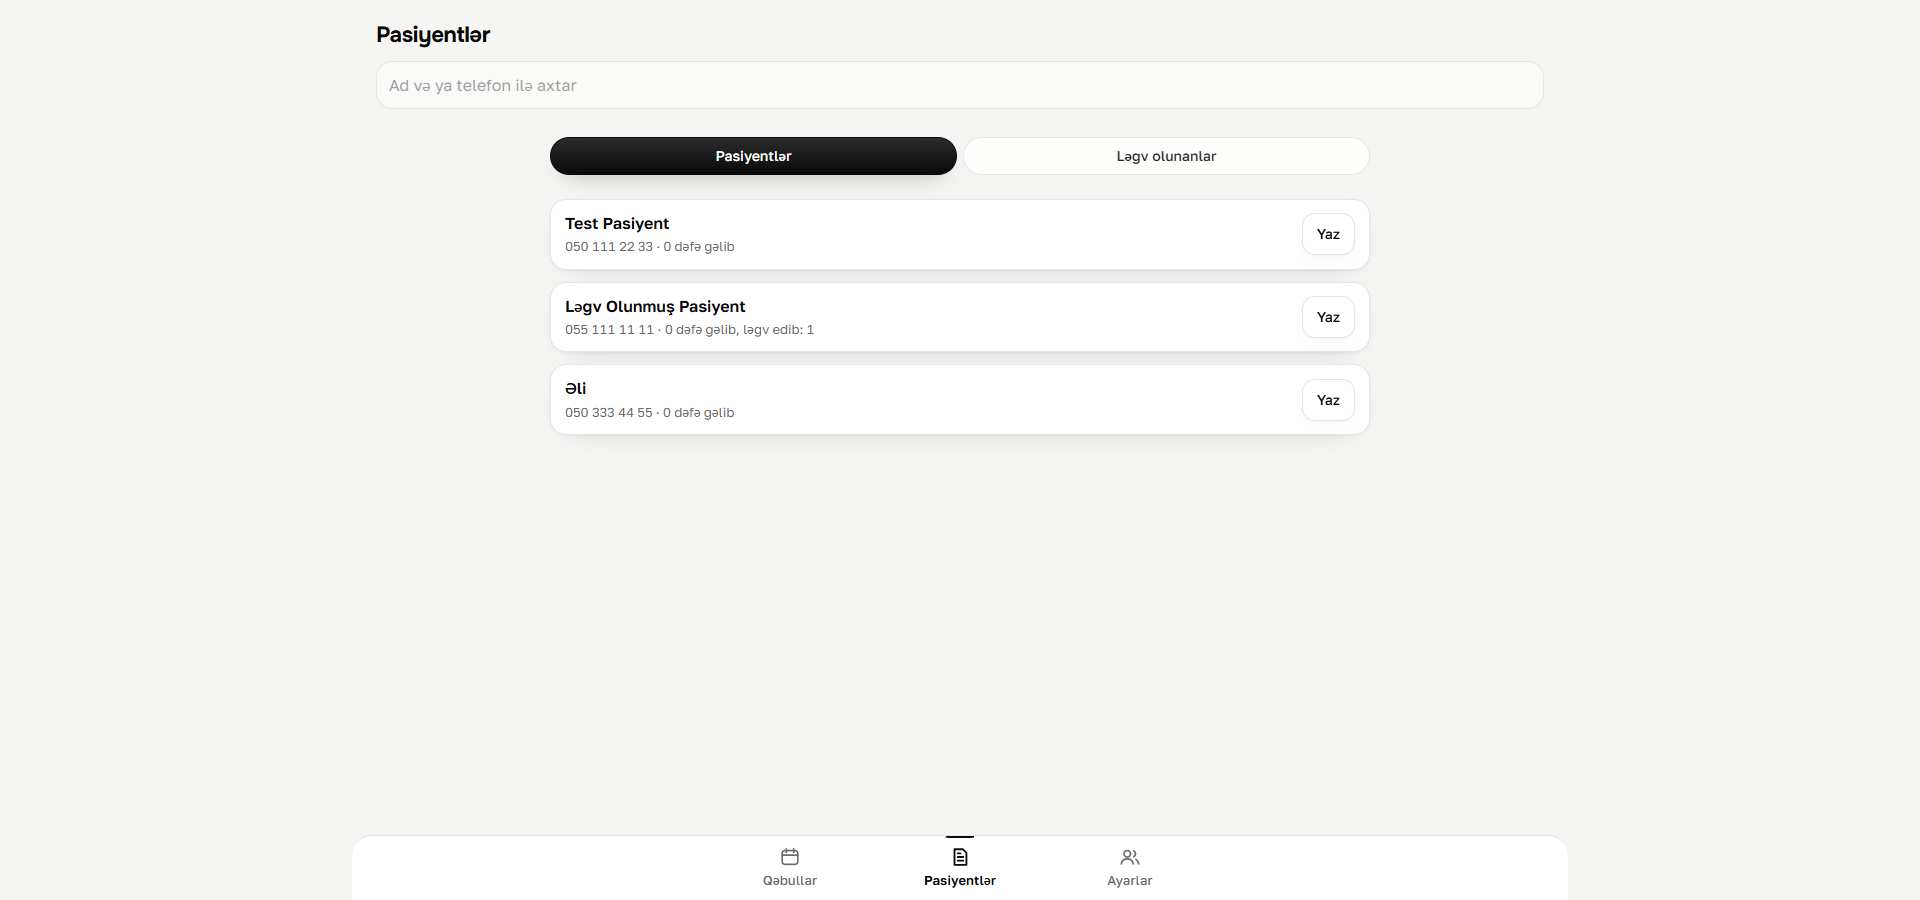 Pasiyentlər
Ad və ya telefon ilə axtar
Pasiyentlər
Ləgv olunanlar
Test Pasiyent
050 111 22 33 · 0 dəfə gəlib
Yaz
Ləgv Olunmuş Pasiyent
055 111 11 11 · 0 dəfə gəlib, ləgv edib: 1
Yaz
Əli
050 333 44 55 · 0 dəfə gəlib
Yaz
Qəbullar
Pasiyentlər
Ayarlar